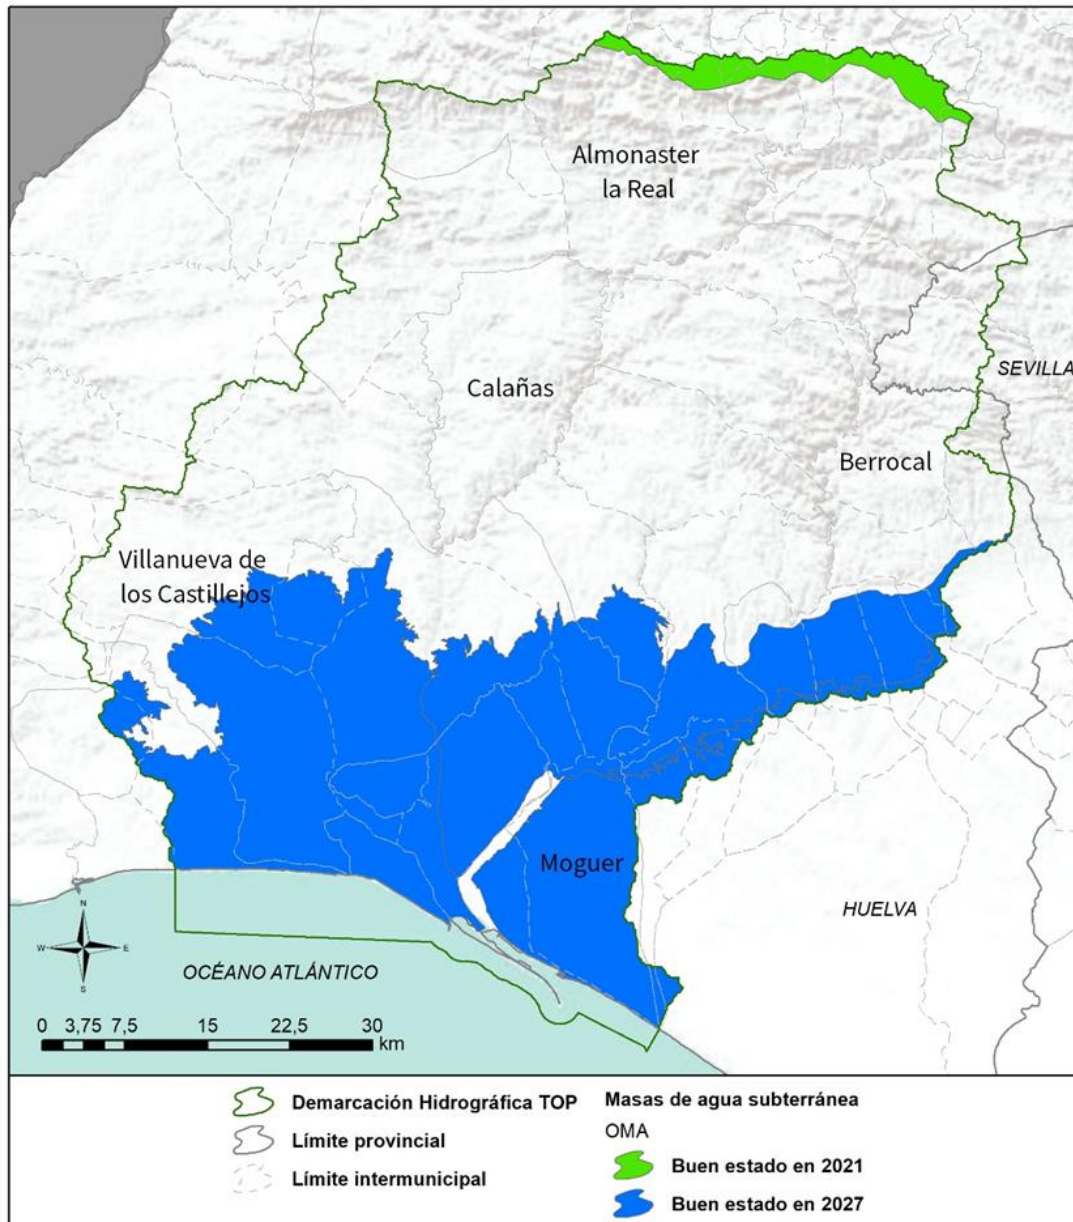 Almonaster
la Real
SEVILLA
Calañas
Berrocal
Villanueva de
los Castillejos
Moguer
HUELVA
N
W E
S
OCÉANO ATLÁNTICO
0 3,75 7,5 15 22,5 30
km
Demarcación Hidrográfica TOP
Límite provincial
Límite intermunicipal
Masas de agua subterránea
OMA
Buen estado en 2021
Buen estado en 2027